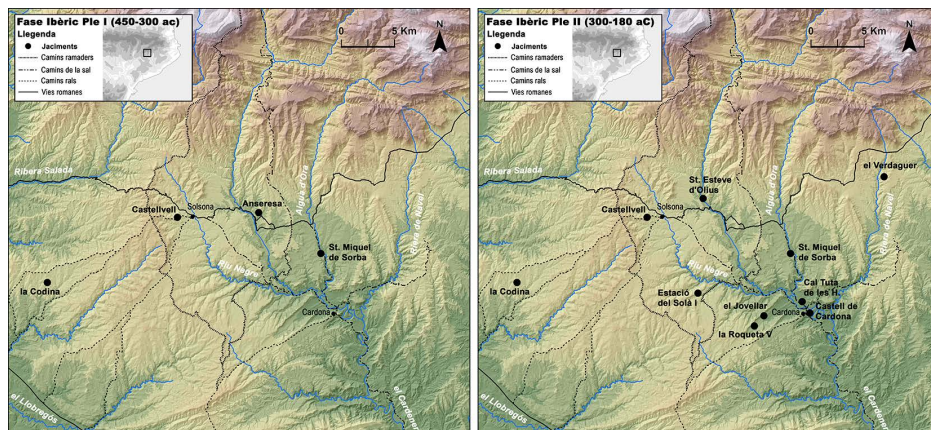 Fase Ibèric Ple I (450-300 ac)
Llegenda
Jaciments
Camins ramaders
Camins de la sal
Camins rals
Vies romanes
0 5 Km
N
Ribera Salada
Aigua d'Ora
Riera de Navel
Castellvell
Solsona
Anseresa
St. Miquel
de Sorba
Riu Negre
la Codina
Cardona
el Llobregós
el Cardener
Fase Ibèric Ple II (300-180 aC)
Llegenda
Jaciments
Camins ramaders
Camins de la sal
Camins rals
Vies romanes
0 5 Km
N
el Verdaguer
Ribera Salada
St. Esteve
d'Olius
Aigua d'Ora
Riera de Navel
Castellvell
Solsona
St. Miquel
de Sorba
Riu Negre
la Codina
Cal Tuta
de les H.
Estació
del Solà I
el Jovellar
Cardona
Castell de
Cardona
la Roqueta V
el Llobregós
el Cardener